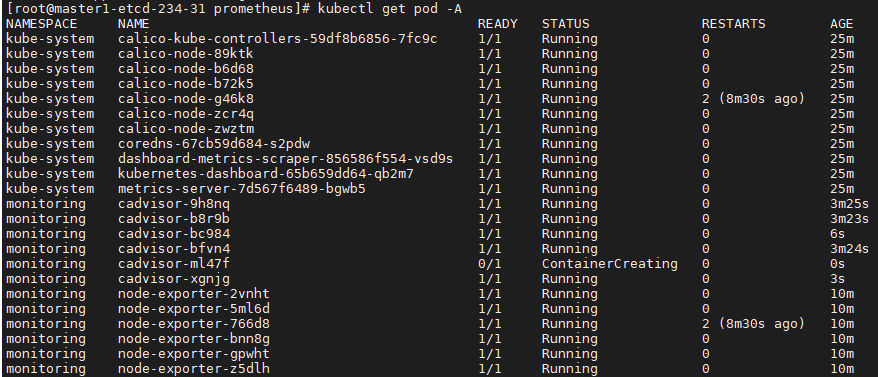 [root@master1-etcd-234-31 prometheus]# kubectl get pod -A
NAMESPACE NAME READY STATUS RESTARTS AGE
kube-system calico-kube-controllers-59df8b6856-7fc9c 1/1 Running 0 25m
kube-system calico-node-89ktk 1/1 Running 0 25m
kube-system calico-node-b6d68 1/1 Running 0 25m
kube-system calico-node-b72k5 1/1 Running 0 25m
kube-system calico-node-g46k8 1/1 Running 2 (8m30s ago) 25m
kube-system calico-node-zcr4q 1/1 Running 0 25m
kube-system calico-node-zwztm 1/1 Running 0 25m
kube-system coredns-67cb59d684-s2pdw 1/1 Running 0 25m
kube-system dashboard-metrics-scraper-856586f554-vsd9s 1/1 Running 0 25m
kube-system kubernetes-dashboard-65b659dd64-qb2m7 1/1 Running 0 25m
kube-system metrics-server-7d567f6489-bgwb5 1/1 Running 0 25m
monitoring cadvisor-9h8nq 1/1 Running 0 3m25s
monitoring cadvisor-b8r9b 1/1 Running 0 3m23s
monitoring cadvisor-bc984 1/1 Running 0 6s
monitoring cadvisor-bfvn4 1/1 Running 0 3m24s
monitoring cadvisor-ml47f 0/1 ContainerCreating 0 0s
monitoring cadvisor-xgnjg 1/1 Running 0 3s
monitoring node-exporter-2vnht 1/1 Running 0 10m
monitoring node-exporter-5ml6d 1/1 Running 0 10m
monitoring node-exporter-766d8 1/1 Running 2 (8m30s ago) 10m
monitoring node-exporter-bnn8g 1/1 Running 0 10m
monitoring node-exporter-gpwht 1/1 Running 0 10m
monitoring node-exporter-z5dlh 1/1 Running 0 10m